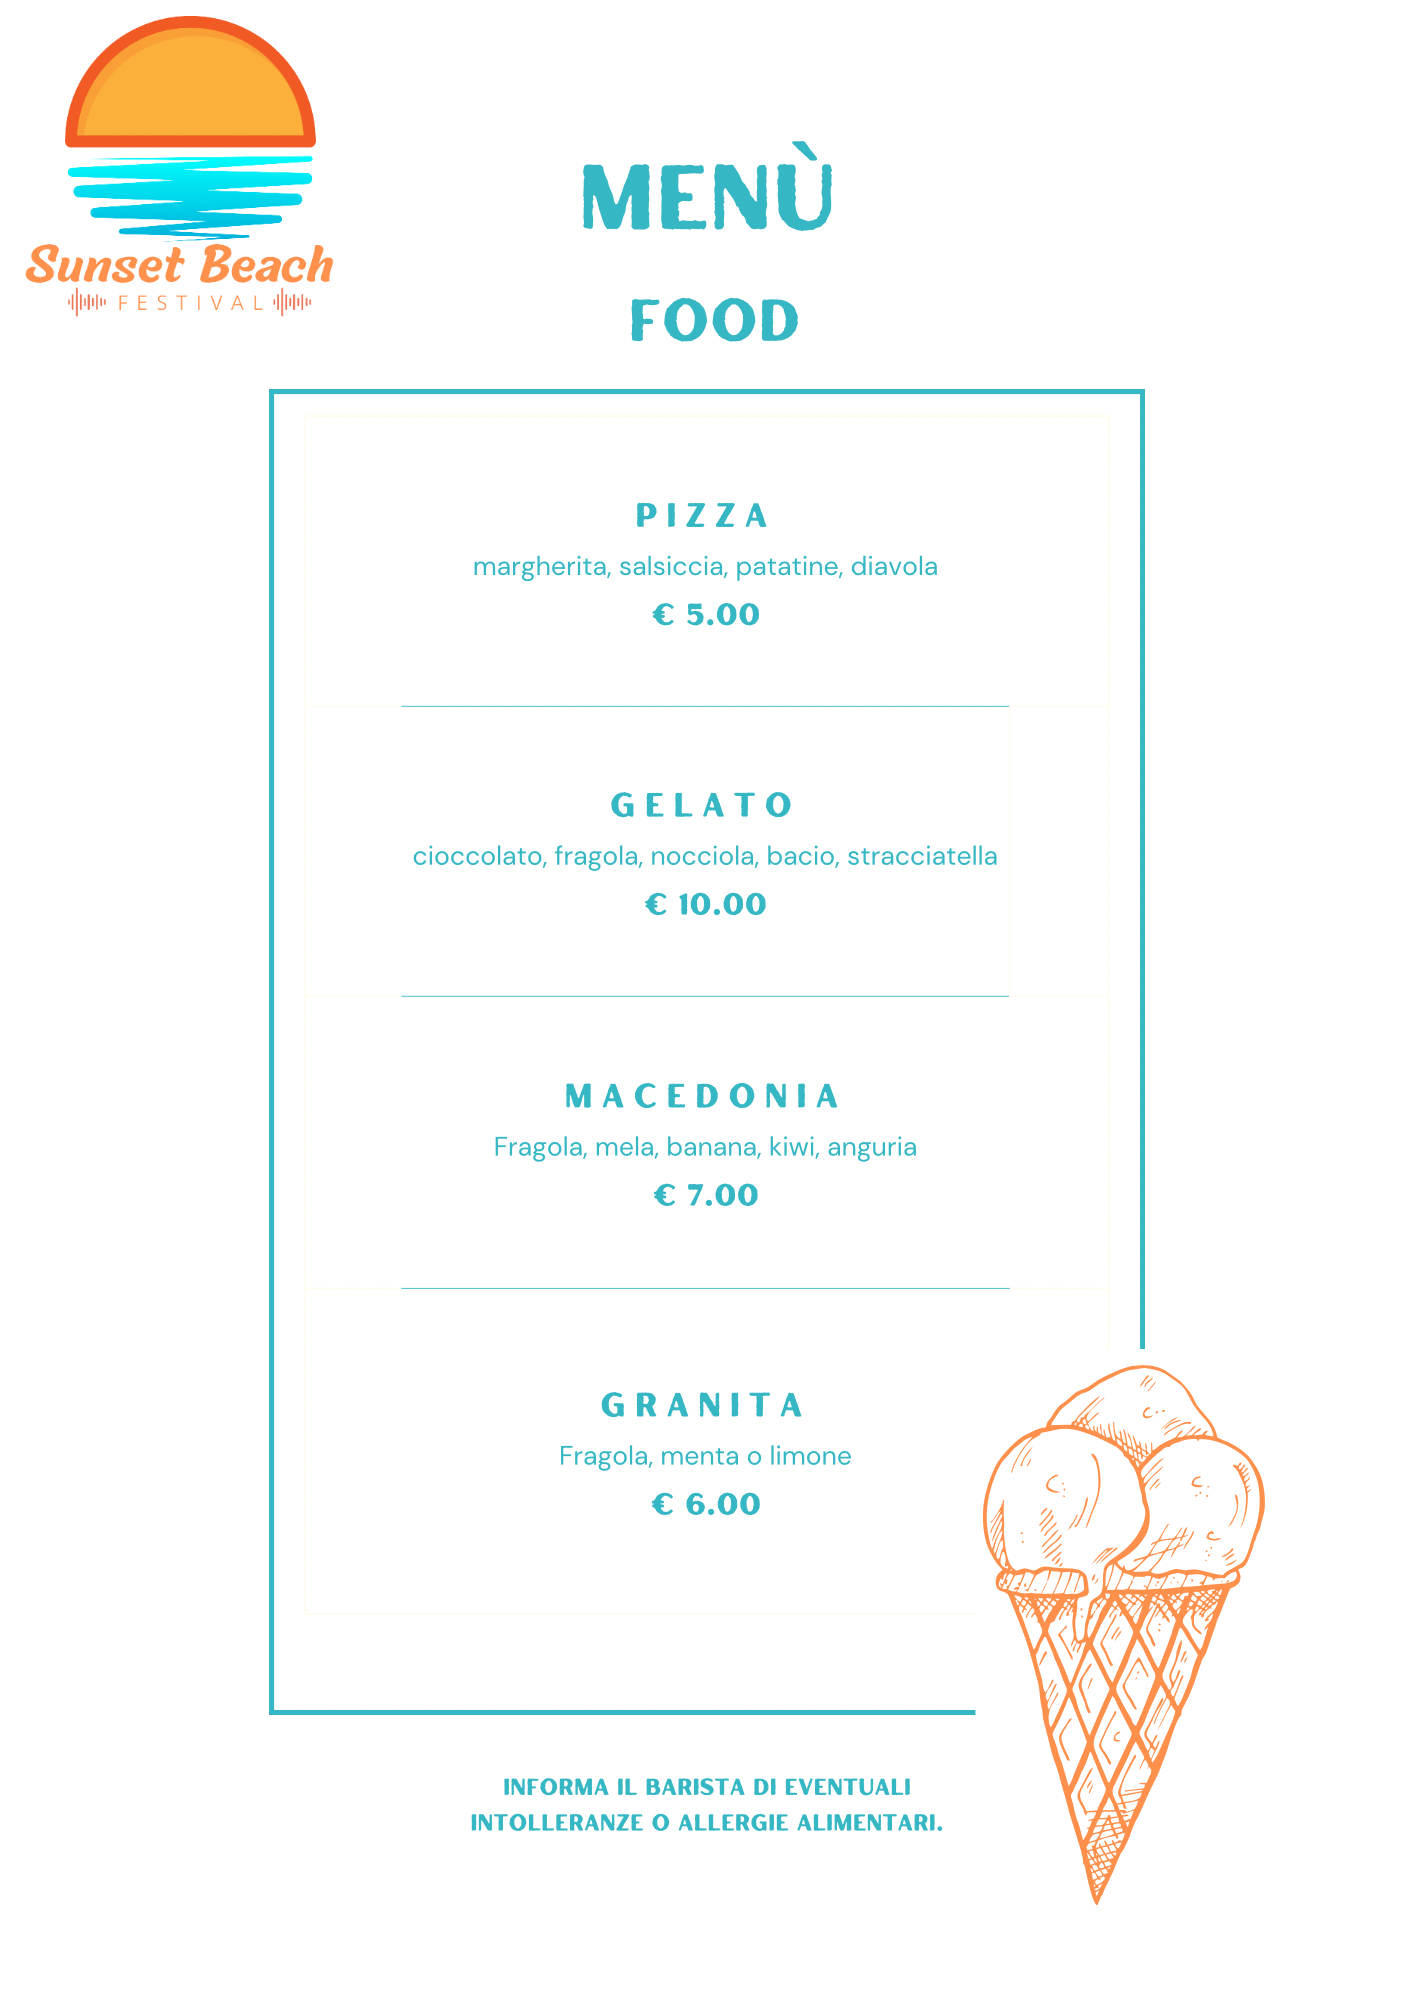 Sunset Beach
FESTIVAL
MENÙ
FOOD
PIZZA
margherita, salsiccia, patatine, diavola
€ 5.00
GELATO
cioccolato, fragola, nocciola, bacio, stracciatella
€ 10.00
MACEDONIA
Fragola, mela, banana, kiwi, anguria
€ 7.00
GRANITA
Fragola, menta o limone
€ 6.00
INFORMA IL BARISTA DI EVENTUALI
INTOLLERANZE O ALLERGIE ALIMENTARI.